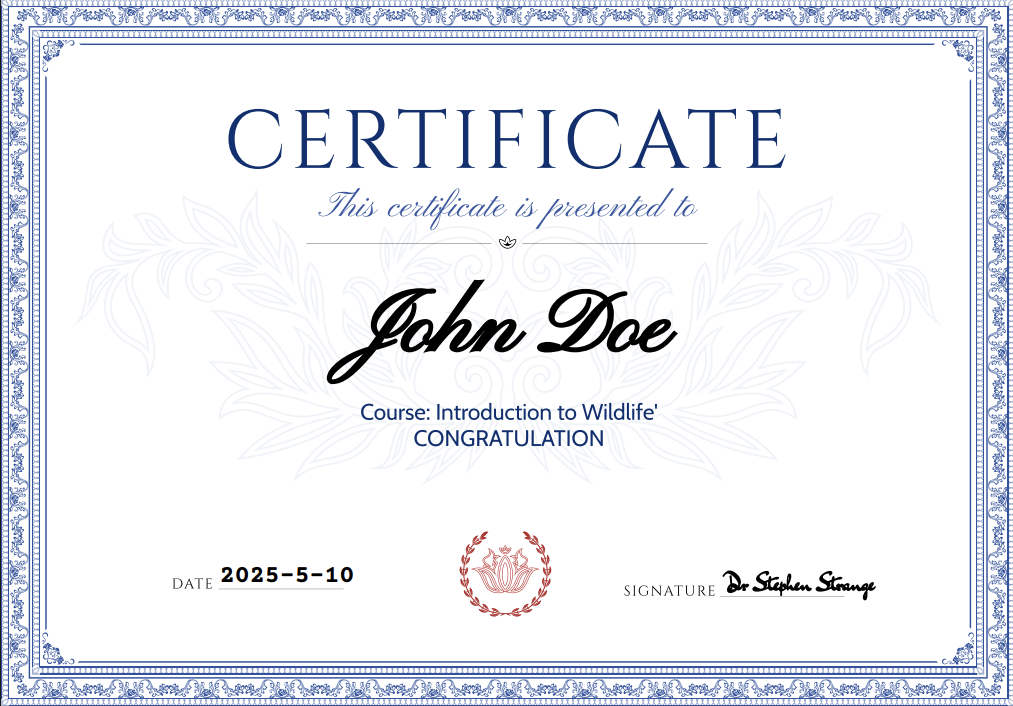 CERTIFICATE
This certificate is presented to
John Doe
Course: Introduction to Wildlife'
CONGRATULATION
DATE 2025-5-10
SIGNATURE Dr Stephen Strange